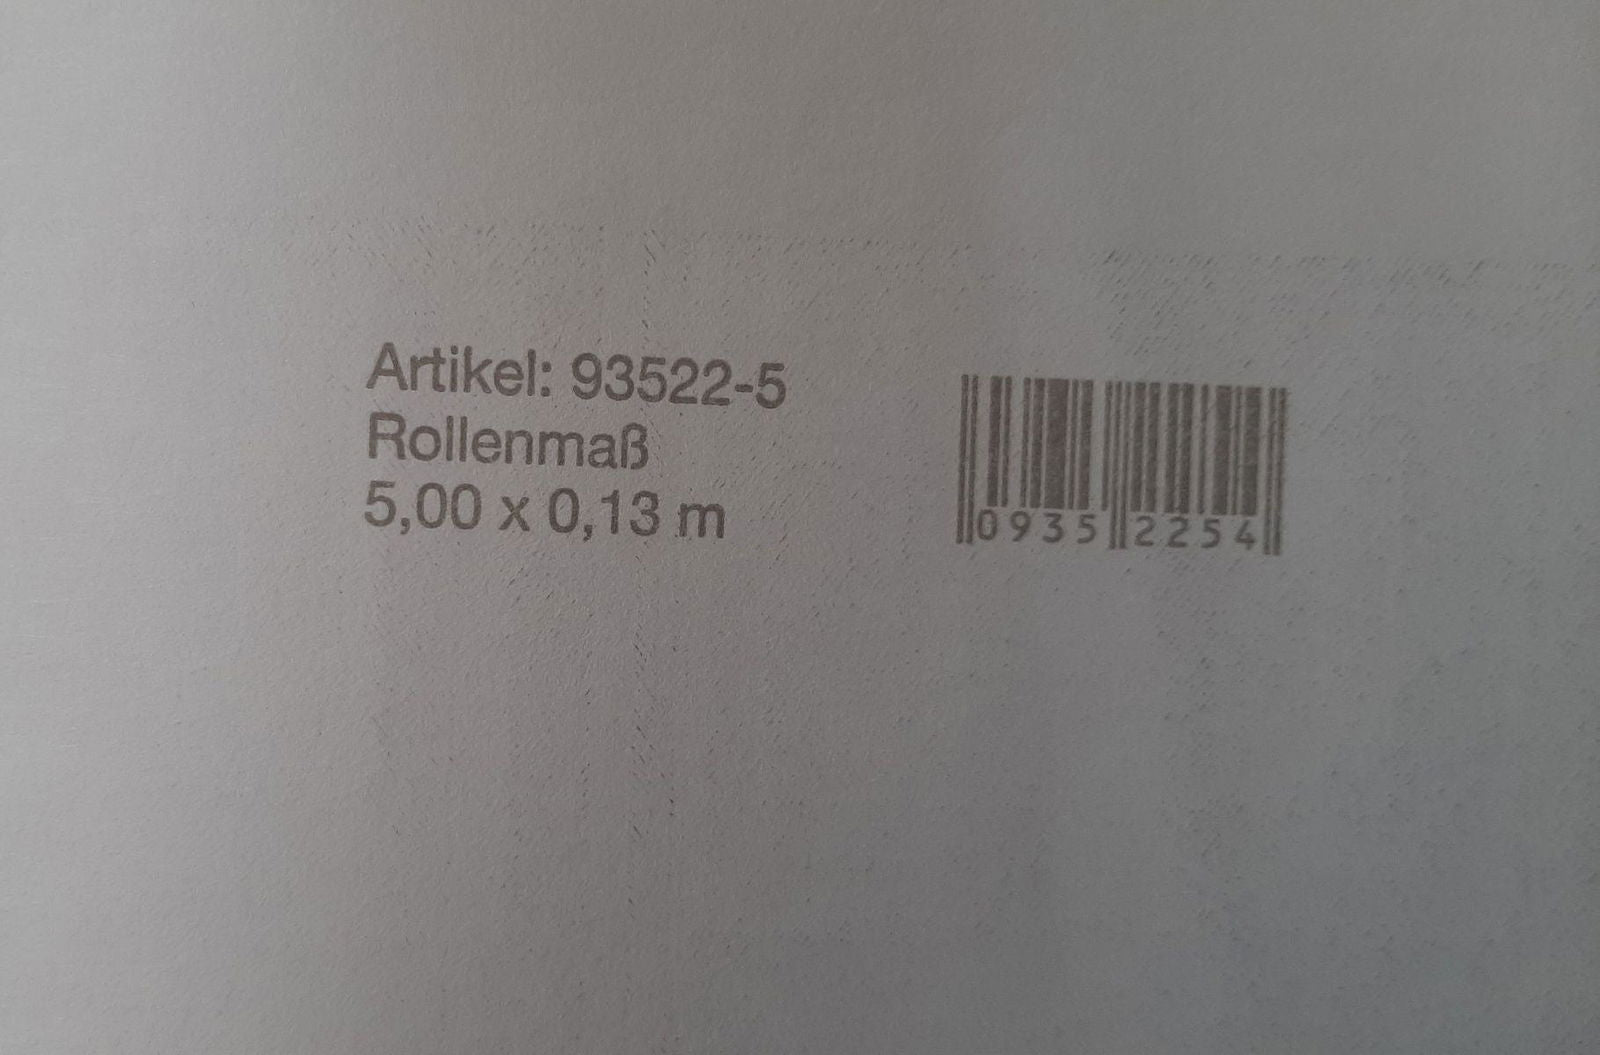 Artikel: 93522-5
Rollenmaß
5,00 x 0,13 m
0935 2254